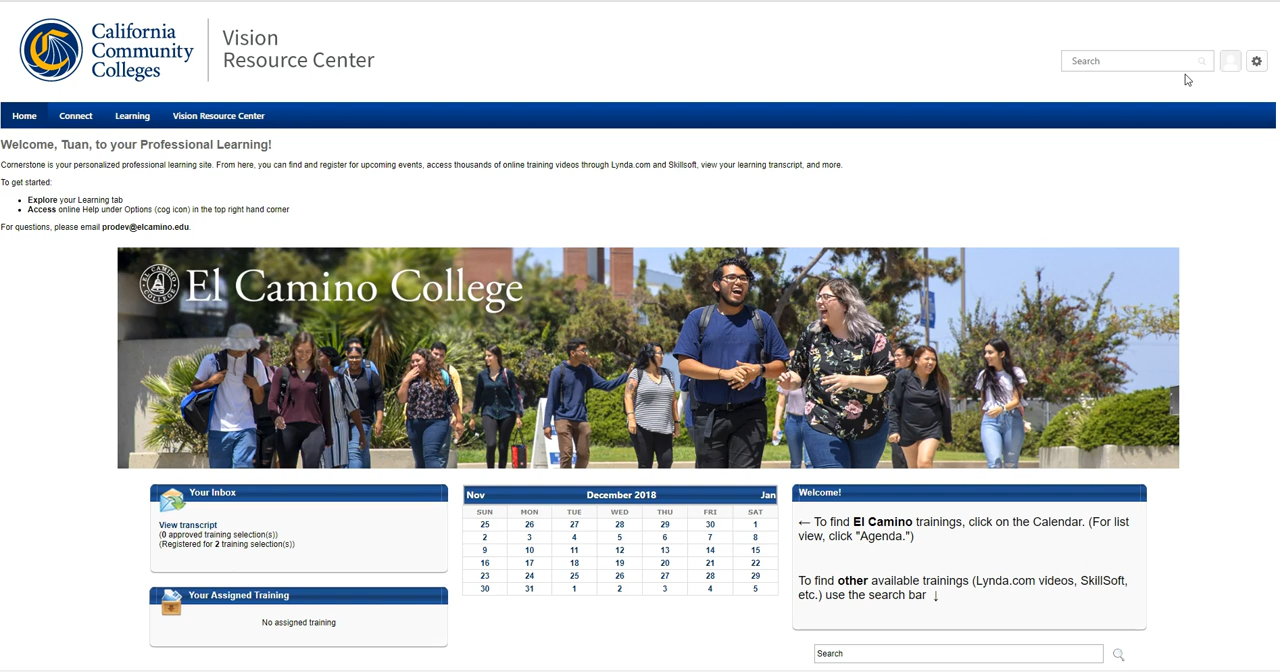 California
Community
Colleges
Vision
Resource Center
Search
Home Connect Learning Vision Resource Center
Welcome, Tuan, to your Professional Learning!
Cornerstone is your personalized professional learning site. From here, you can find and register for upcoming events, access thousands of online training videos through Lynda.com and Skillsoft, view your learning transcript, and more.
To get started:
• Explore your Learning tab
• Access online Help under Options (cog icon) in the top right hand corner
For questions, please email prodev@elcamino.edu.
EL CAMINO COLLEGE
El Camino College
Your Inbox
View transcript
(0 approved training selection(s))
(Registered for 2 training selection(s))
Your Assigned Training
No assigned training
Nov December 2018 Jan
SUN MON TUE WED THU FRI SAT
25 26 27 28 29 30 1
2 3 4 5 6 7 8
9 10 11 12 13 14 15
16 17 18 19 20 21 22
23 24 25 26 27 28 29
30 31 1 2 3 4 5
Welcome!
← To find El Camino trainings, click on the Calendar. (For list
view, click "Agenda.")
To find other available trainings (Lynda.com videos, SkillSoft,
etc.) use the search bar ↓
Search